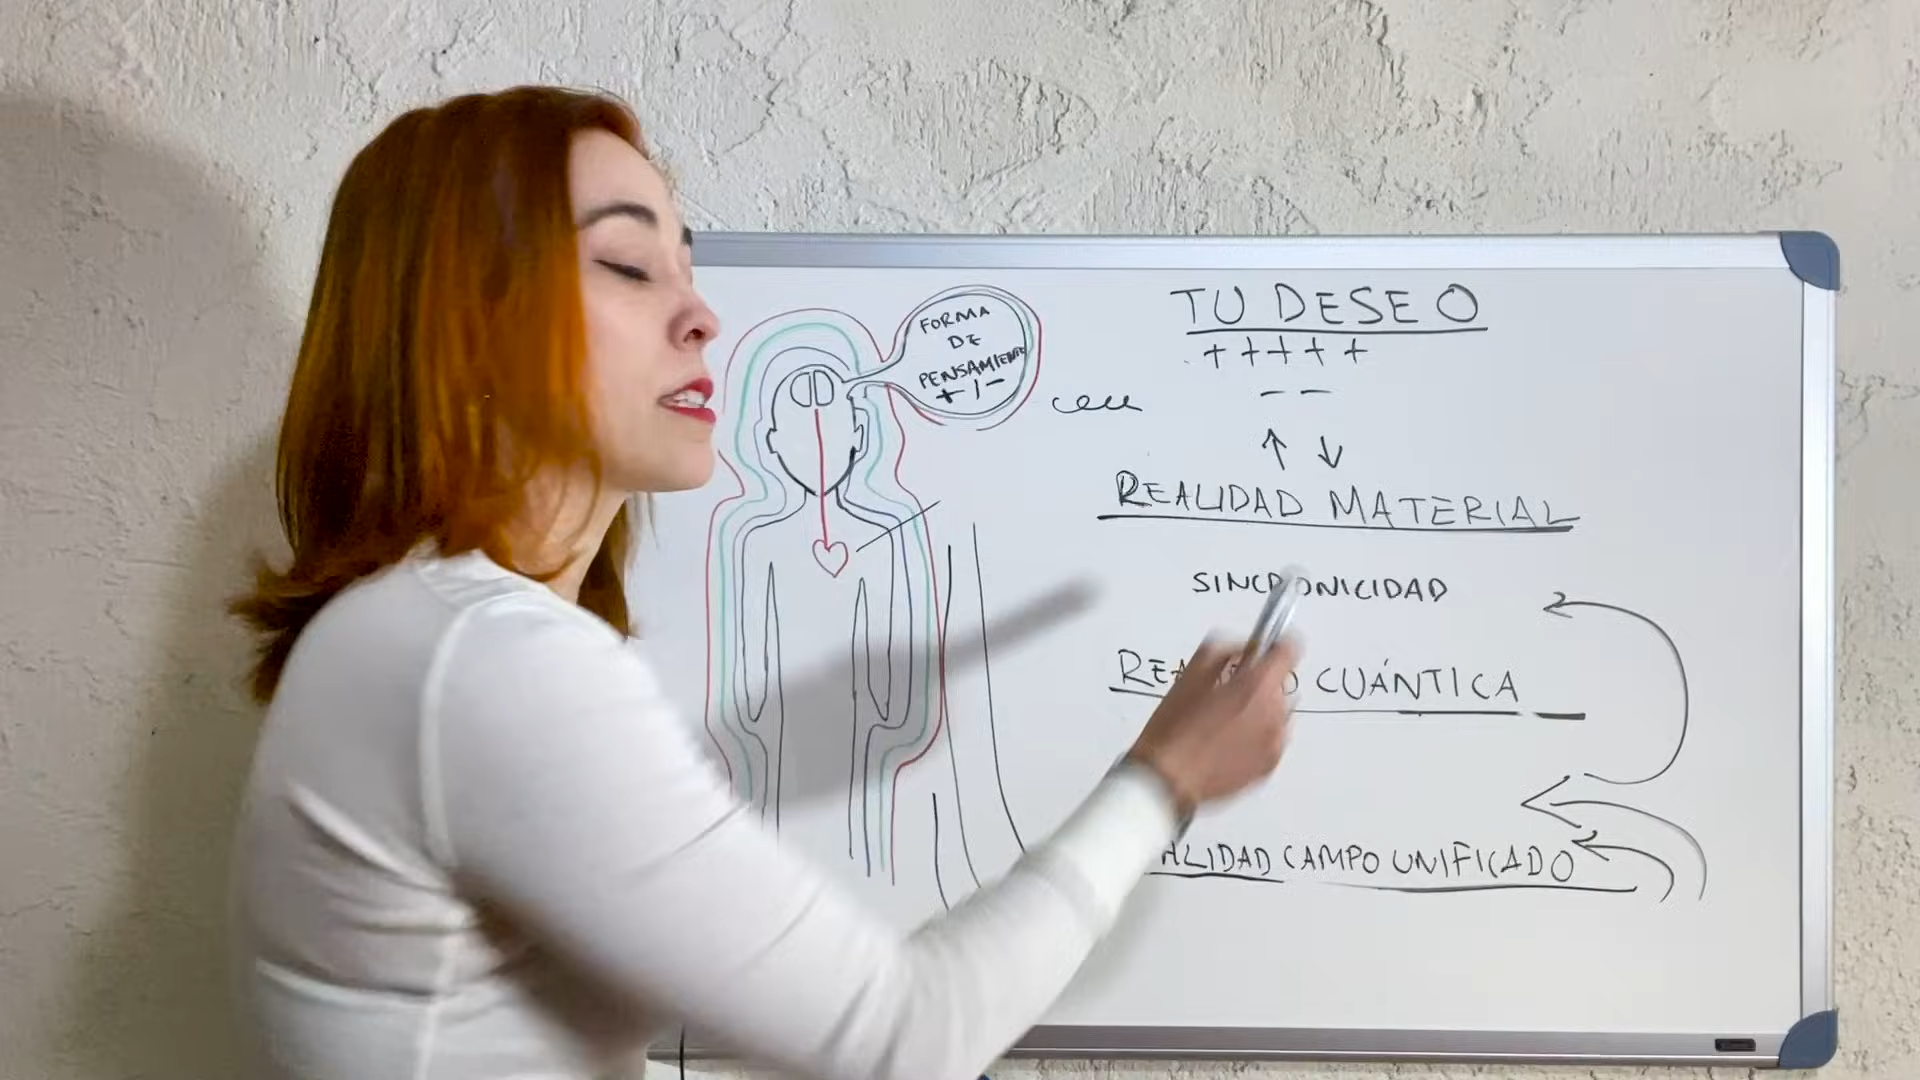 FORMA
DE
PENSAMIENTO
+ / -
TU DESEO
+ + + + +
- -
REALIDAD MATERIAL
SINCRONICIDAD
CUÁNTICA
CAMPO UNIFICADO